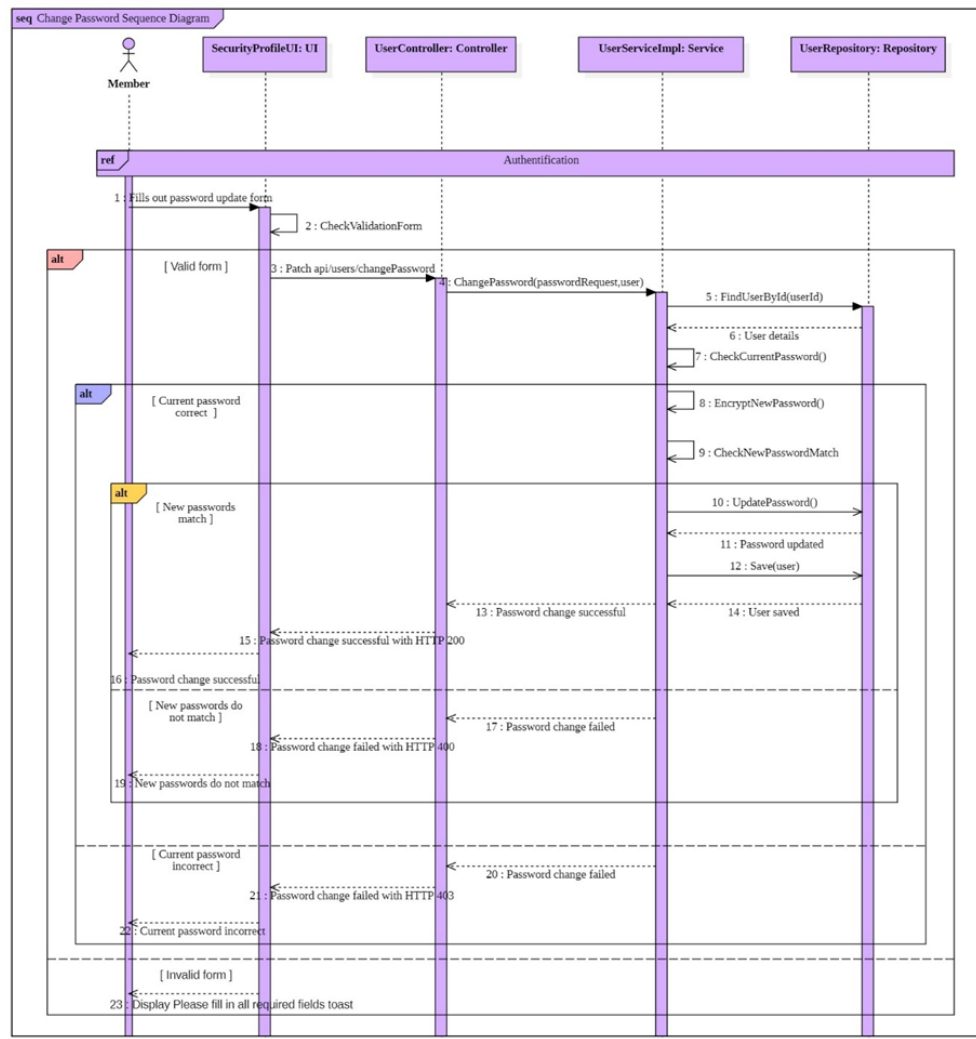 seq Change Password Sequence Diagram
SecurityProfileUI: UI
UserController: Controller
UserServiceImpl: Service
UserRepository: Repository
Member
ref
Authentification
1 : Fills out password update form
2 : CheckValidationForm
alt
[ Valid form ]
3 : Patch api/users/changePassword
4 : ChangePassword(passwordRequest,user)
5 : FindUserById(userId)
6 : User details
7 : CheckCurrentPassword()
alt
[ Current password
correct ]
8 : EncryptNewPassword()
9 : CheckNewPasswordMatch
alt
[ New passwords
match ]
10 : UpdatePassword()
11 : Password updated
12 : Save(user)
13 : Password change successful
14 : User saved
15 : Password change successful with HTTP 200
16 : Password change successful
[ New passwords do
not match ]
17 : Password change failed
18 : Password change failed with HTTP 400
19 : New passwords do not match
[ Current password
incorrect ]
20 : Password change failed
21 : Password change failed with HTTP 403
22 : Current password incorrect
[ Invalid form ]
23 : Display Please fill in all required fields toast